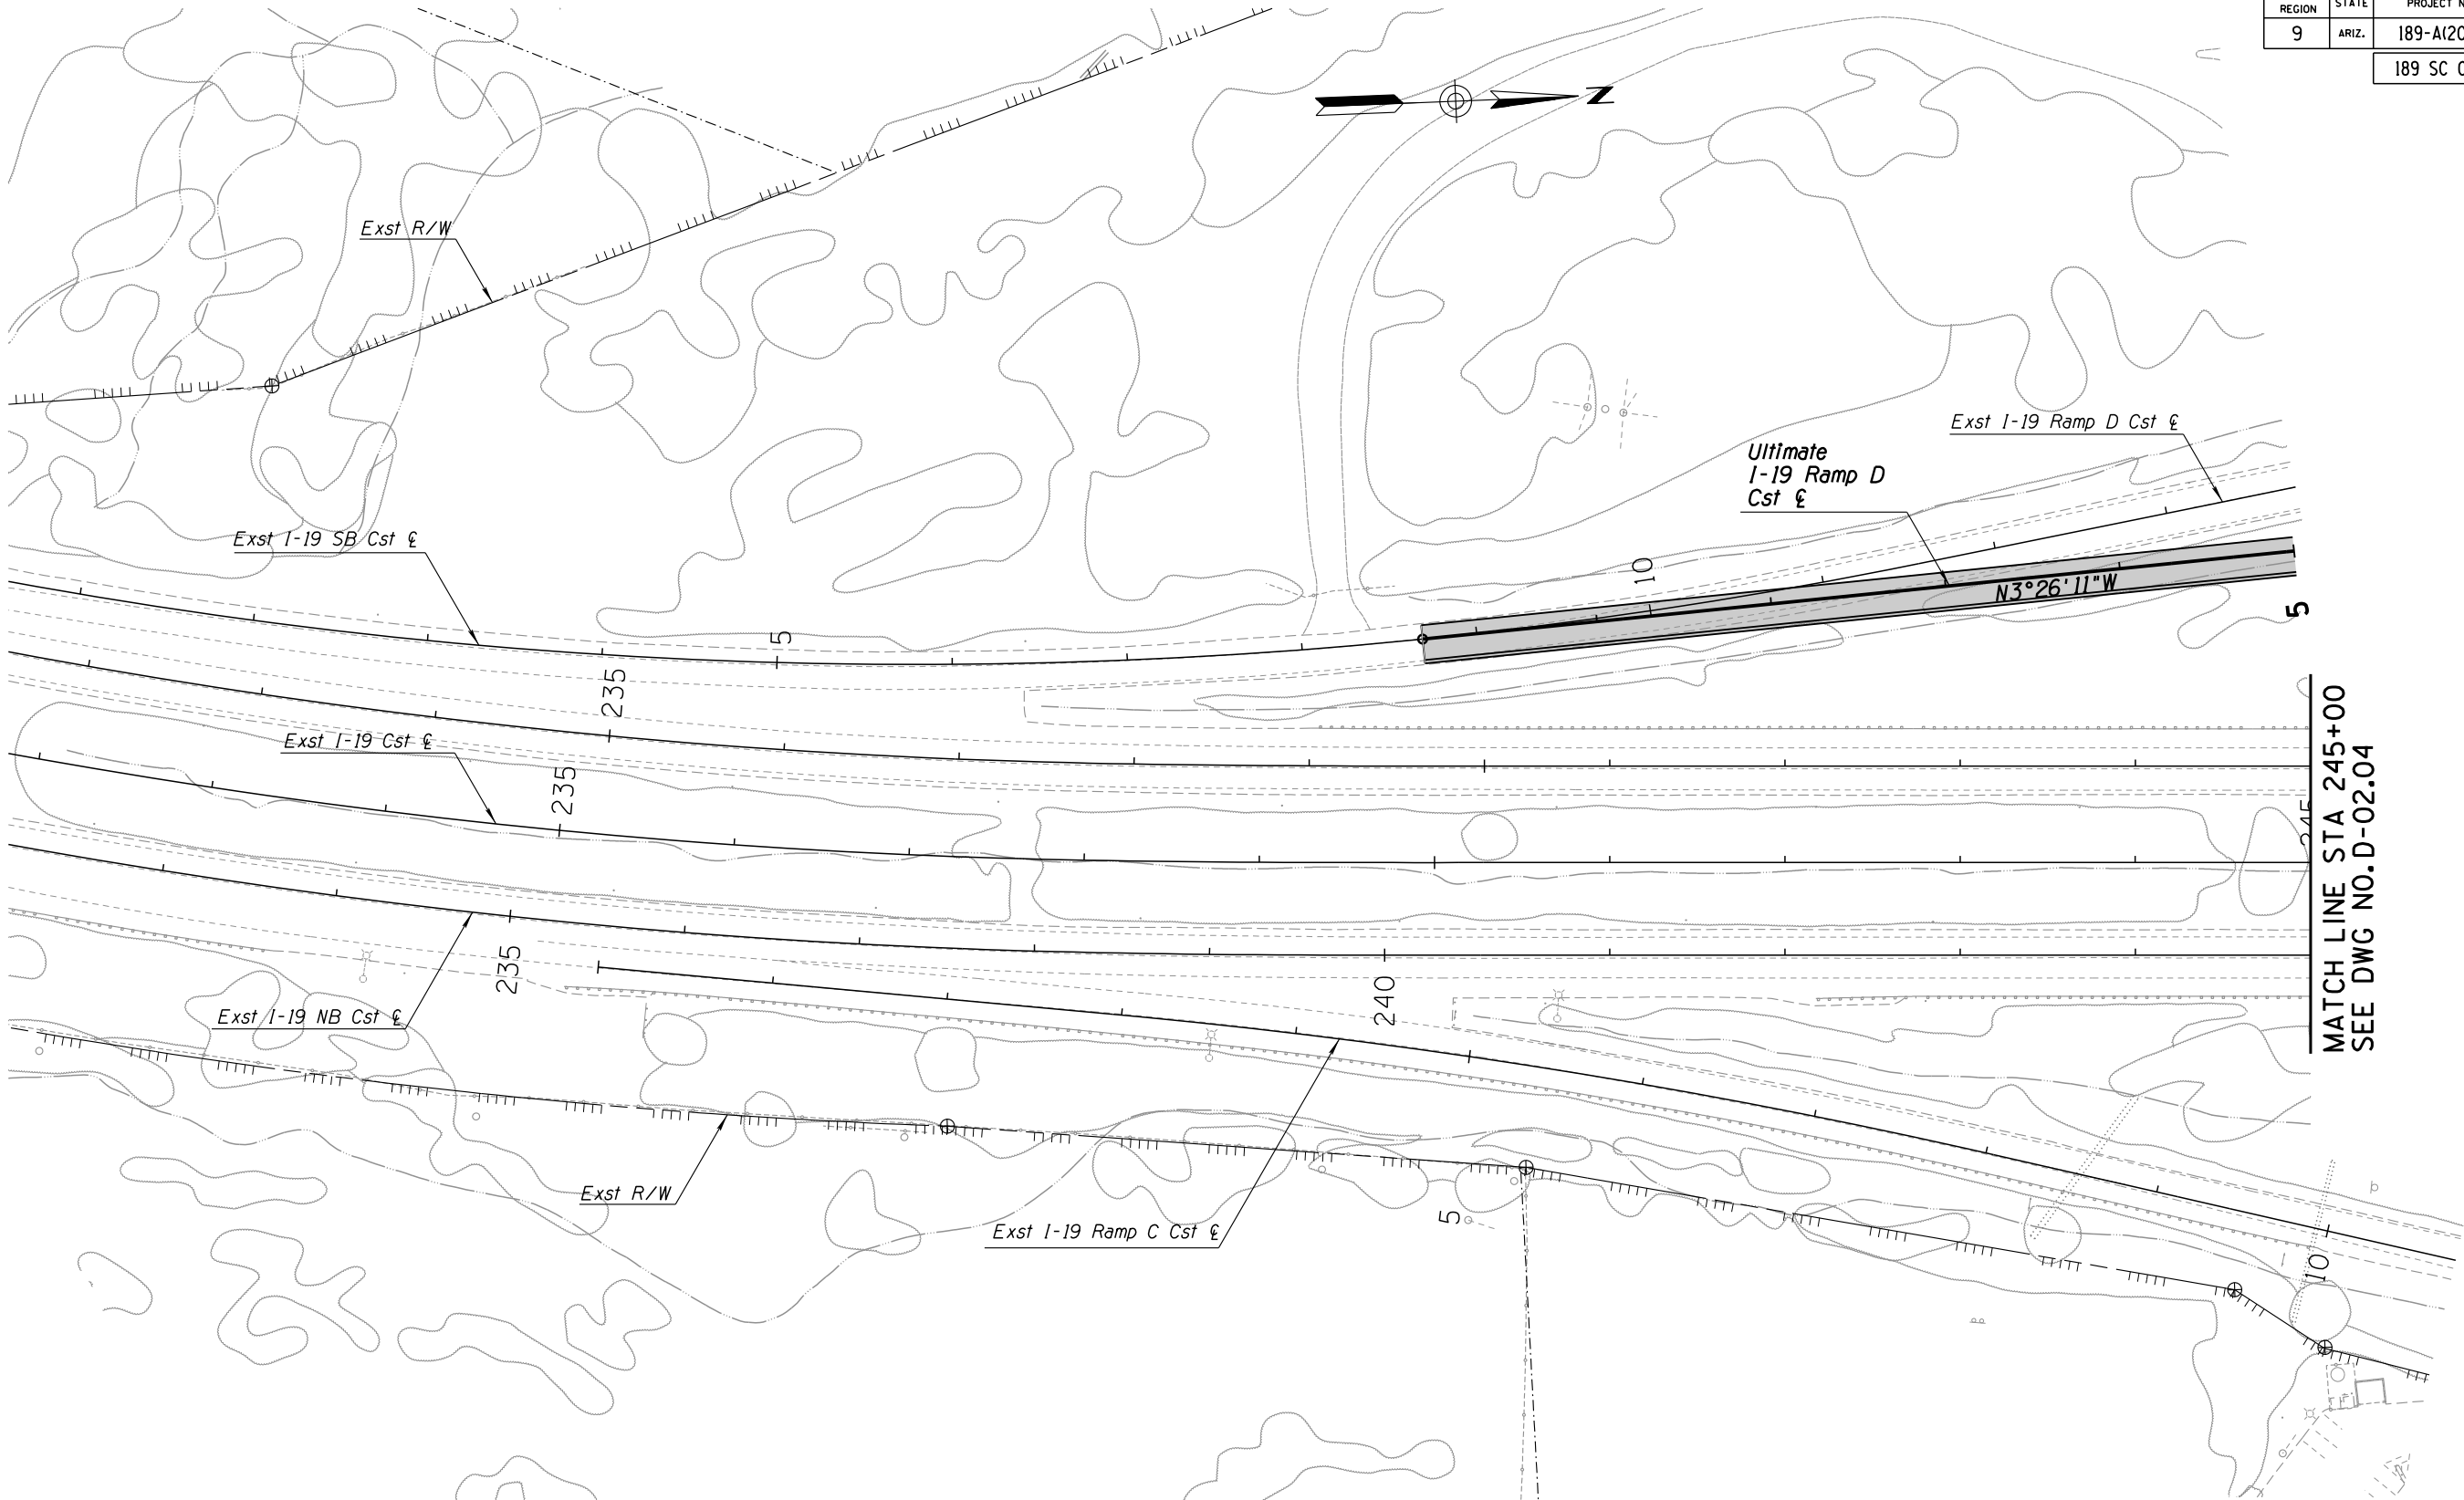 REGION STATE PROJECT N
9 ARIZ. 189-A(20
189 SC
N
Exst R/W
Exst I-19 Ramp D Cst ℄
Ultimate
I-19 Ramp D
Cst ℄
Exst I-19 SB Cst ℄
10
N3°26'11"W
5
5
235
Exst I-19 Cst ℄
235
MATCH LINE STA 245+00
SEE DWG NO.D-02.04
245
235
240
Exst I-19 NB Cst ℄
Exst R/W
Exst I-19 Ramp C Cst ℄
5
10